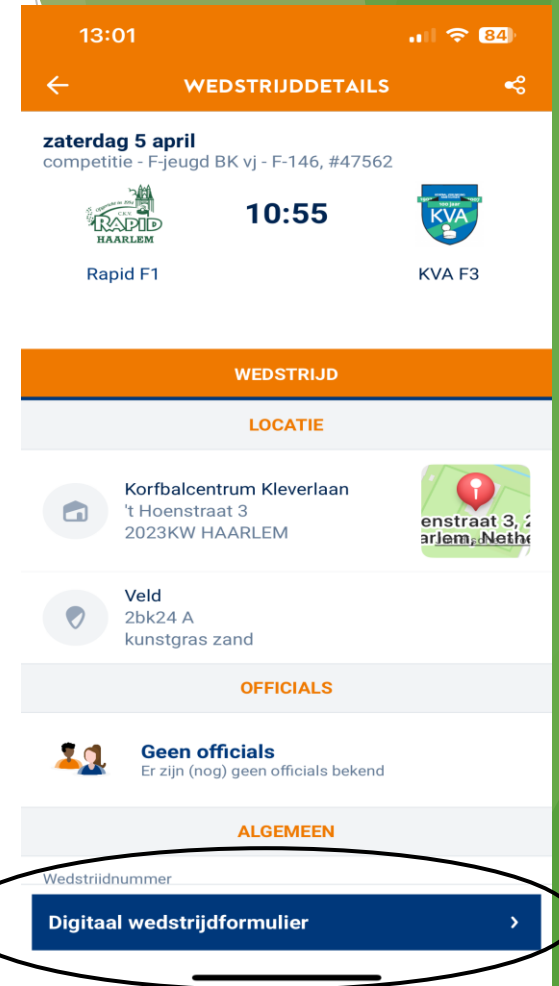 13:01
84
WEDSTRIJDDETAILS
zaterdag 5 april
competitie - F-jeugd BK vj - F-146, #47562
RAPID
HAARLEM
10:55
KVA
Rapid F1
KVA F3
WEDSTRIJD
LOCATIE
Korfbalcentrum Kleverlaan
't Hoenstraat 3
2023KW HAARLEM
enstraat 3, 2
arlem, Nethe
Veld
2bk24 A
kunstgras zand
OFFICIALS
Geen officials
Er zijn (nog) geen officials bekend
ALGEMEEN
Wedstrijdnummer
Digitaal wedstrijdformulier